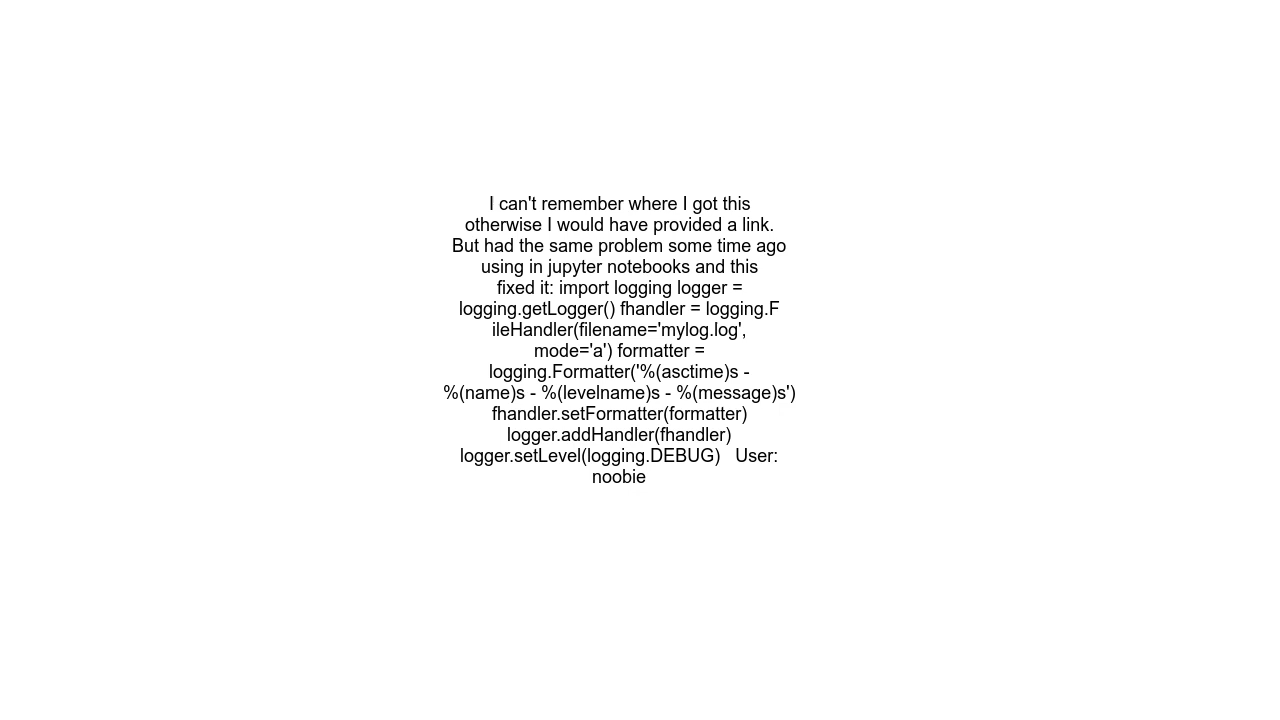 I can't remember where I got this
otherwise I would have provided a link.
But had the same problem some time ago
using in jupyter notebooks and this
fixed it: import logging logger =
logging.getLogger() fhandler = logging.F
ileHandler(filename='mylog.log',
mode='a') formatter =
logging.Formatter('%(asctime)s -
%(name)s - %(levelname)s - %(message)s')
fhandler.setFormatter(formatter)
logger.addHandler(fhandler)
logger.setLevel(logging.DEBUG)   User:
noobie